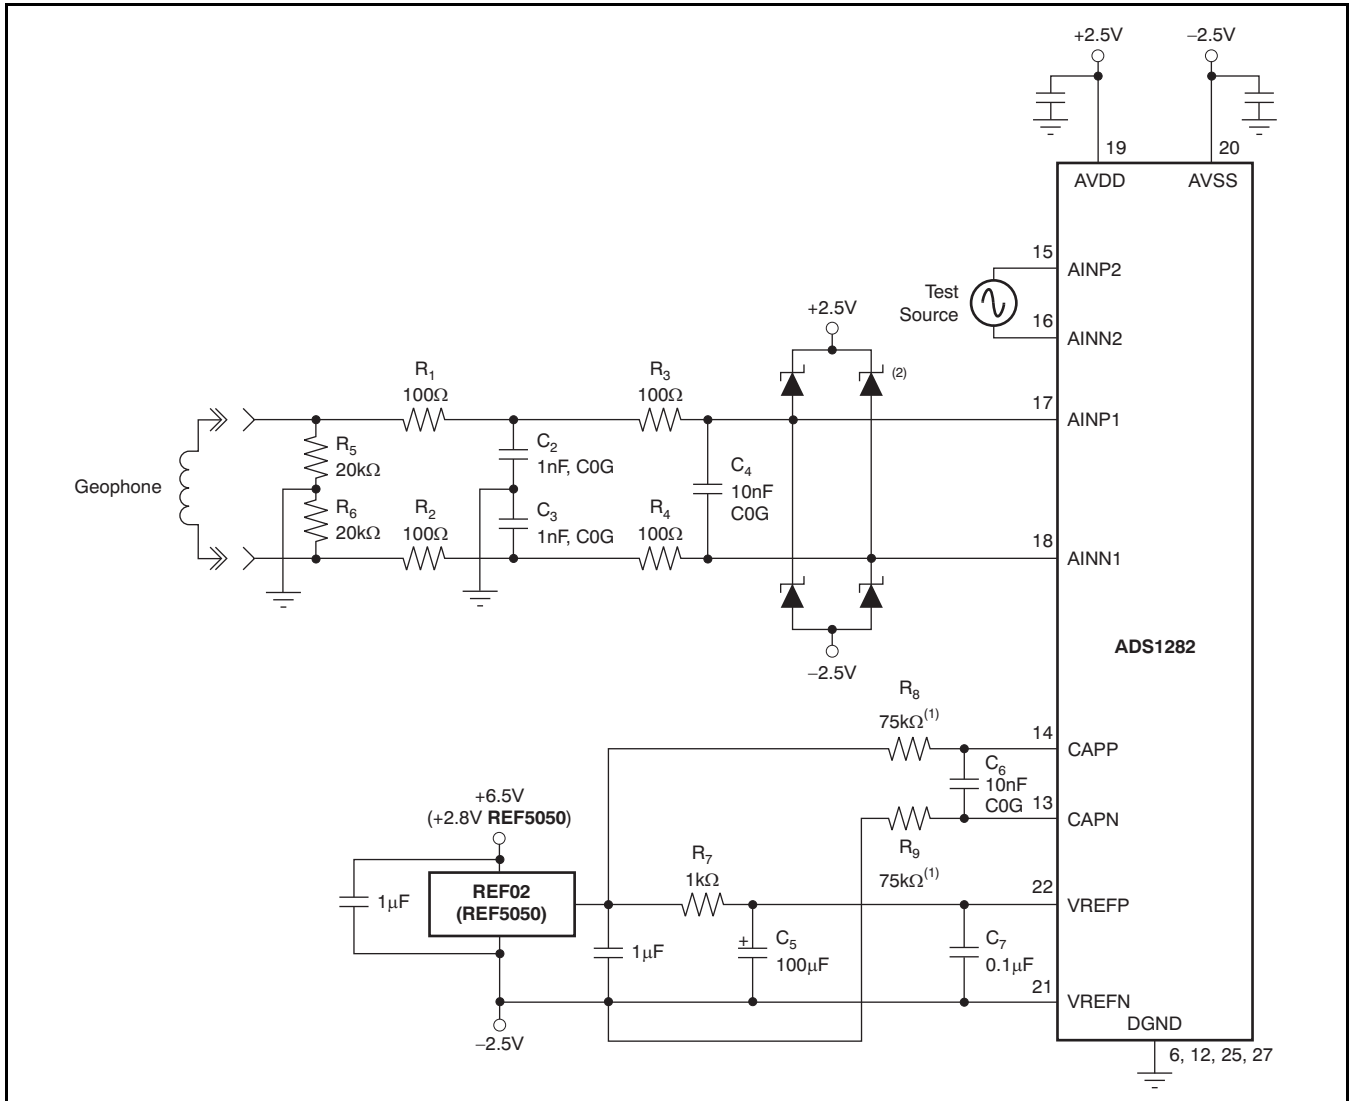 +2.5V
−2.5V
19
20
AVDD
AVSS
15
AINP2
Test
Source
16
AINN2
+2.5V
(2)
R1
100Ω
R3
100Ω
17
AINP1
R5
20kΩ
C2
1nF, C0G
C4
10nF
C0G
Geophone
R6
20kΩ
R2
100Ω
C3
1nF, C0G
R4
100Ω
18
AINN1
ADS1282
−2.5V
R8
75kΩ(1)
14
CAPP
C6
10nF
C0G
13
CAPN
R9
75kΩ(1)
+6.5V
(+2.8V REF5050)
R7
1kΩ
22
VREFP
1µF
REF02
(REF5050)
1µF
+
C5
100µF
C7
0.1µF
21
VREFN
DGND
−2.5V
6, 12, 25, 27